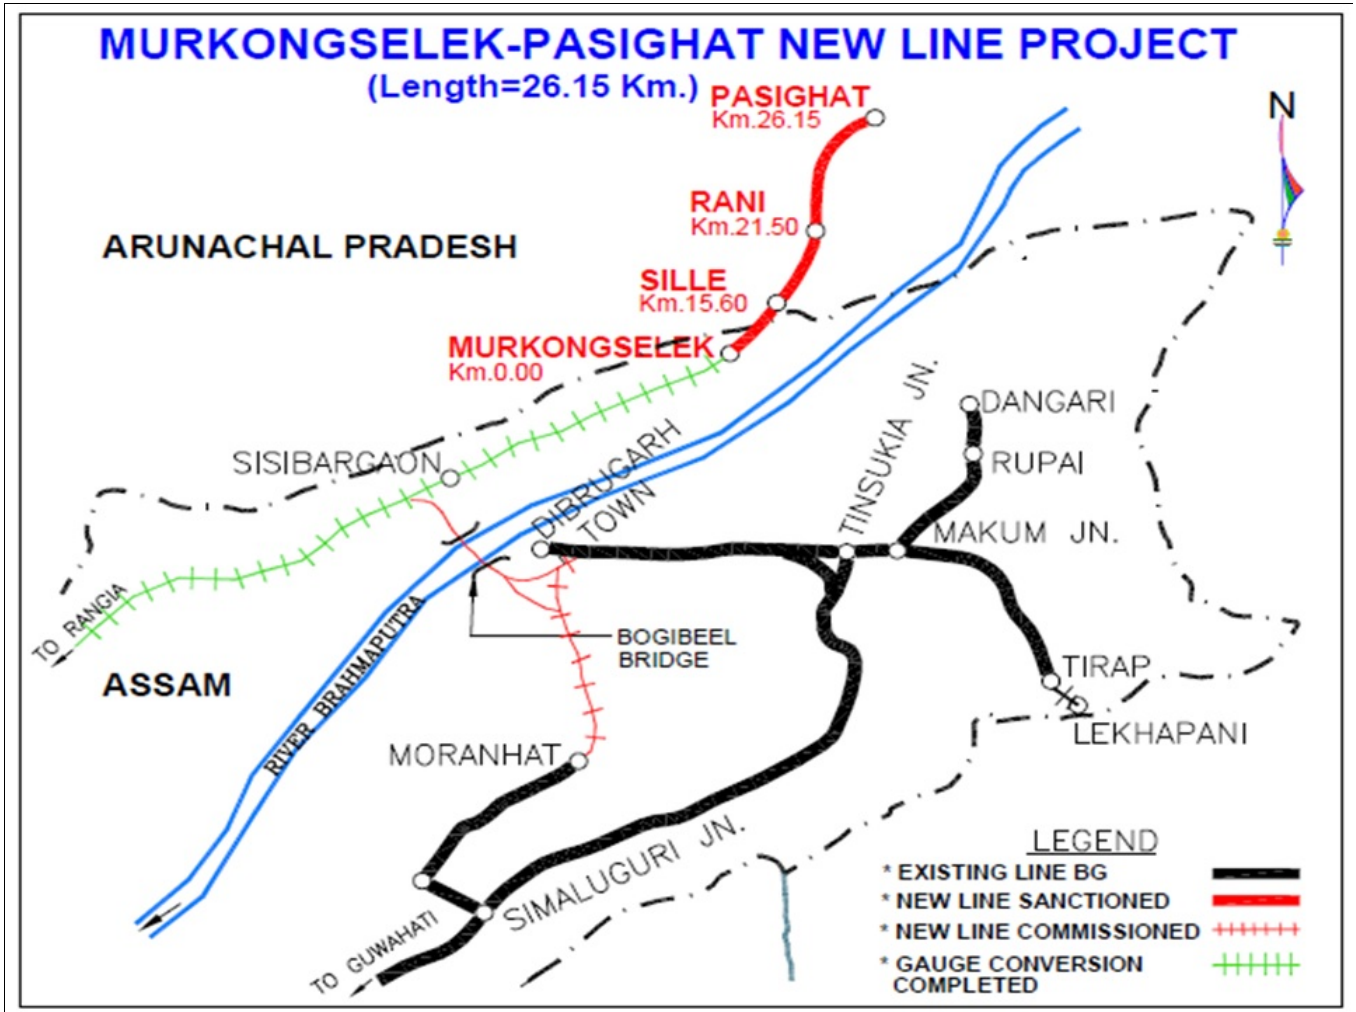 MURKONGSELEK-PASIGHAT NEW LINE PROJECT
(Length=26.15 Km.)
PASIGHAT
Km.26.15
N
RANI
Km.21.50
ARUNACHAL PRADESH
SILLE
Km.15.60
MURKONGSELEK
Km.0.00
DANGARI
SISIBARGAON
RUPAI
DIBRUGARH
TOWN
TINSUKIA JN.
MAKUM JN.
TO RANGIA
BOGIBEEL
BRIDGE
ASSAM
RIVER BRAHMAPUTRA
TIRAP
LEKHAPANI
MORANHAT
SIMALUGURI JN.
TO GUWAHATI
LEGEND
* EXISTING LINE BG
* NEW LINE SANCTIONED
* NEW LINE COMMISSIONED
* GAUGE CONVERSION
COMPLETED